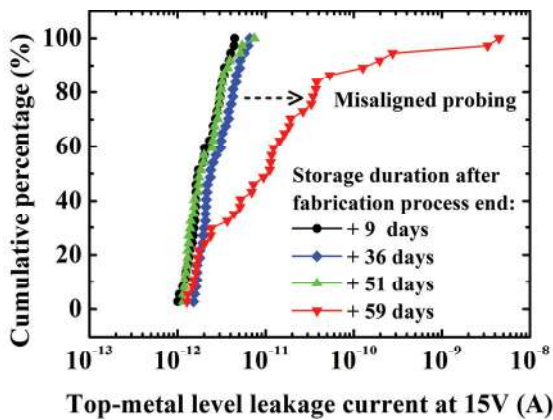 Cumulative percentage (%)
100
80
60
40
20
0
Misaligned probing
Storage duration after
fabrication process end:
+ 9 days
+ 36 days
+ 51 days
+ 59 days
10⁻¹³ 10⁻¹² 10⁻¹¹ 10⁻¹⁰ 10⁻⁹ 10⁻⁸
Top-metal level leakage current at 15V (A)